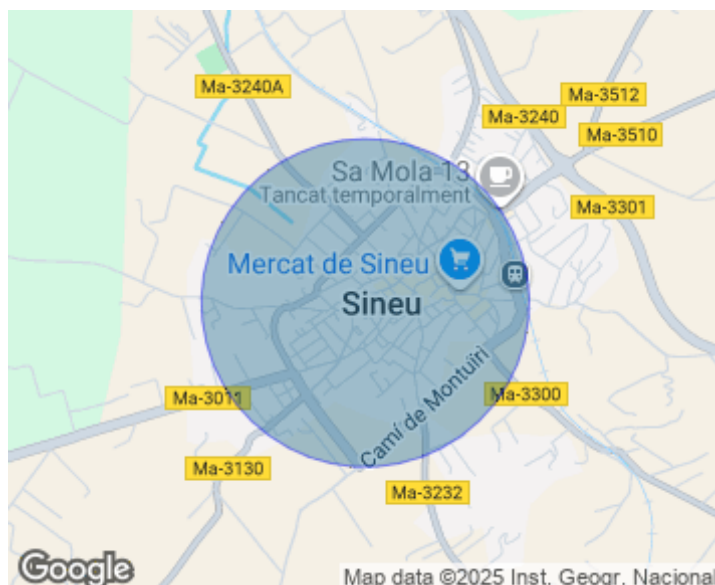 Ma-3240A
Ma-3512
Ma-3240
Ma-3510
Sa Mola 13
Tancat temporalment
Ma-3301
Mercat de Sineu
Sineu
Camí de Montuïri
Ma-3011
Ma-3300
Ma-3130
Ma-3232
Google
Map data ©2025 Inst. Geogr. Nacional